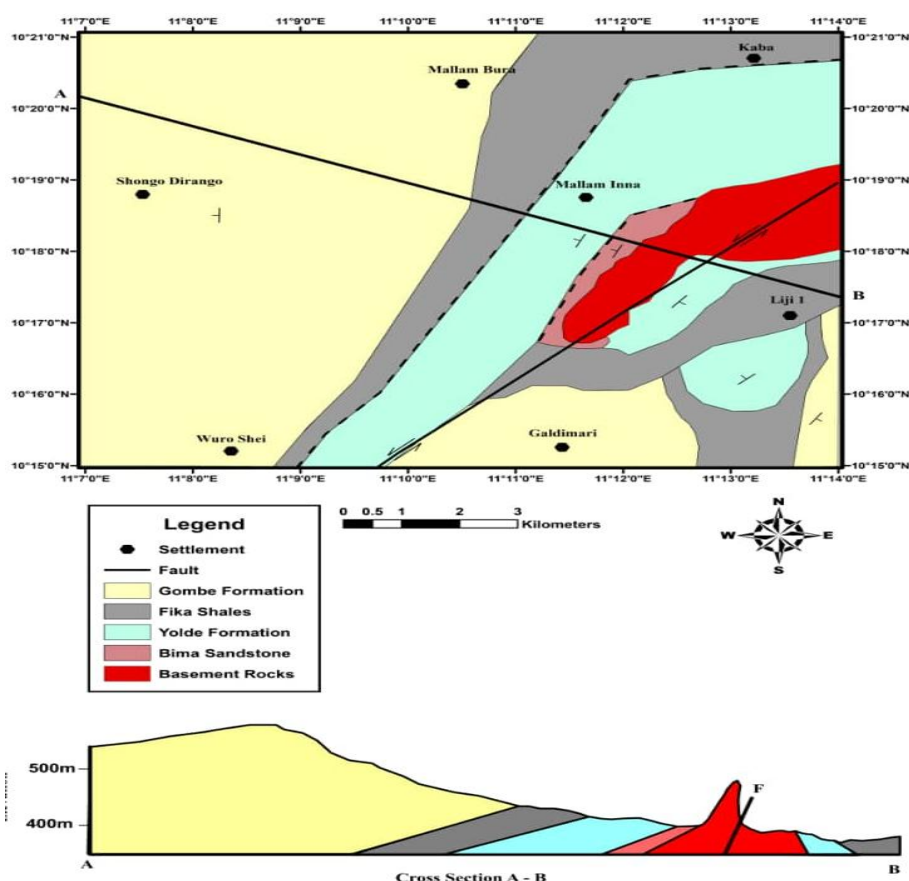 11°7'0"E 11°8'0"E 11°9'0"E 11°10'0"E 11°11'0"E 11°12'0"E 11°13'0"E 11°14'0"E
10°21'0"N 10°21'0"N
Kaba
Mallam Bura
A
10°20'0"N 10°20'0"N
Shongo Dirango
10°19'0"N 10°19'0"N
Mallam Inna
10°18'0"N 10°18'0"N
B
Liji 1
10°17'0"N 10°17'0"N
10°16'0"N 10°16'0"N
Wuro Shei
Galdimari
10°15'0"N 10°15'0"N
11°7'0"E 11°8'0"E 11°9'0"E 11°10'0"E 11°11'0"E 11°12'0"E 11°13'0"E 11°14'0"E
Legend
Settlement
Fault
Gombe Formation
Fika Shales
Yolde Formation
Bima Sandstone
Basement Rocks
0 0.5 1 2 3
Kilometers
N
W E
S
500m
400m
F
A B
Cross Section A - B